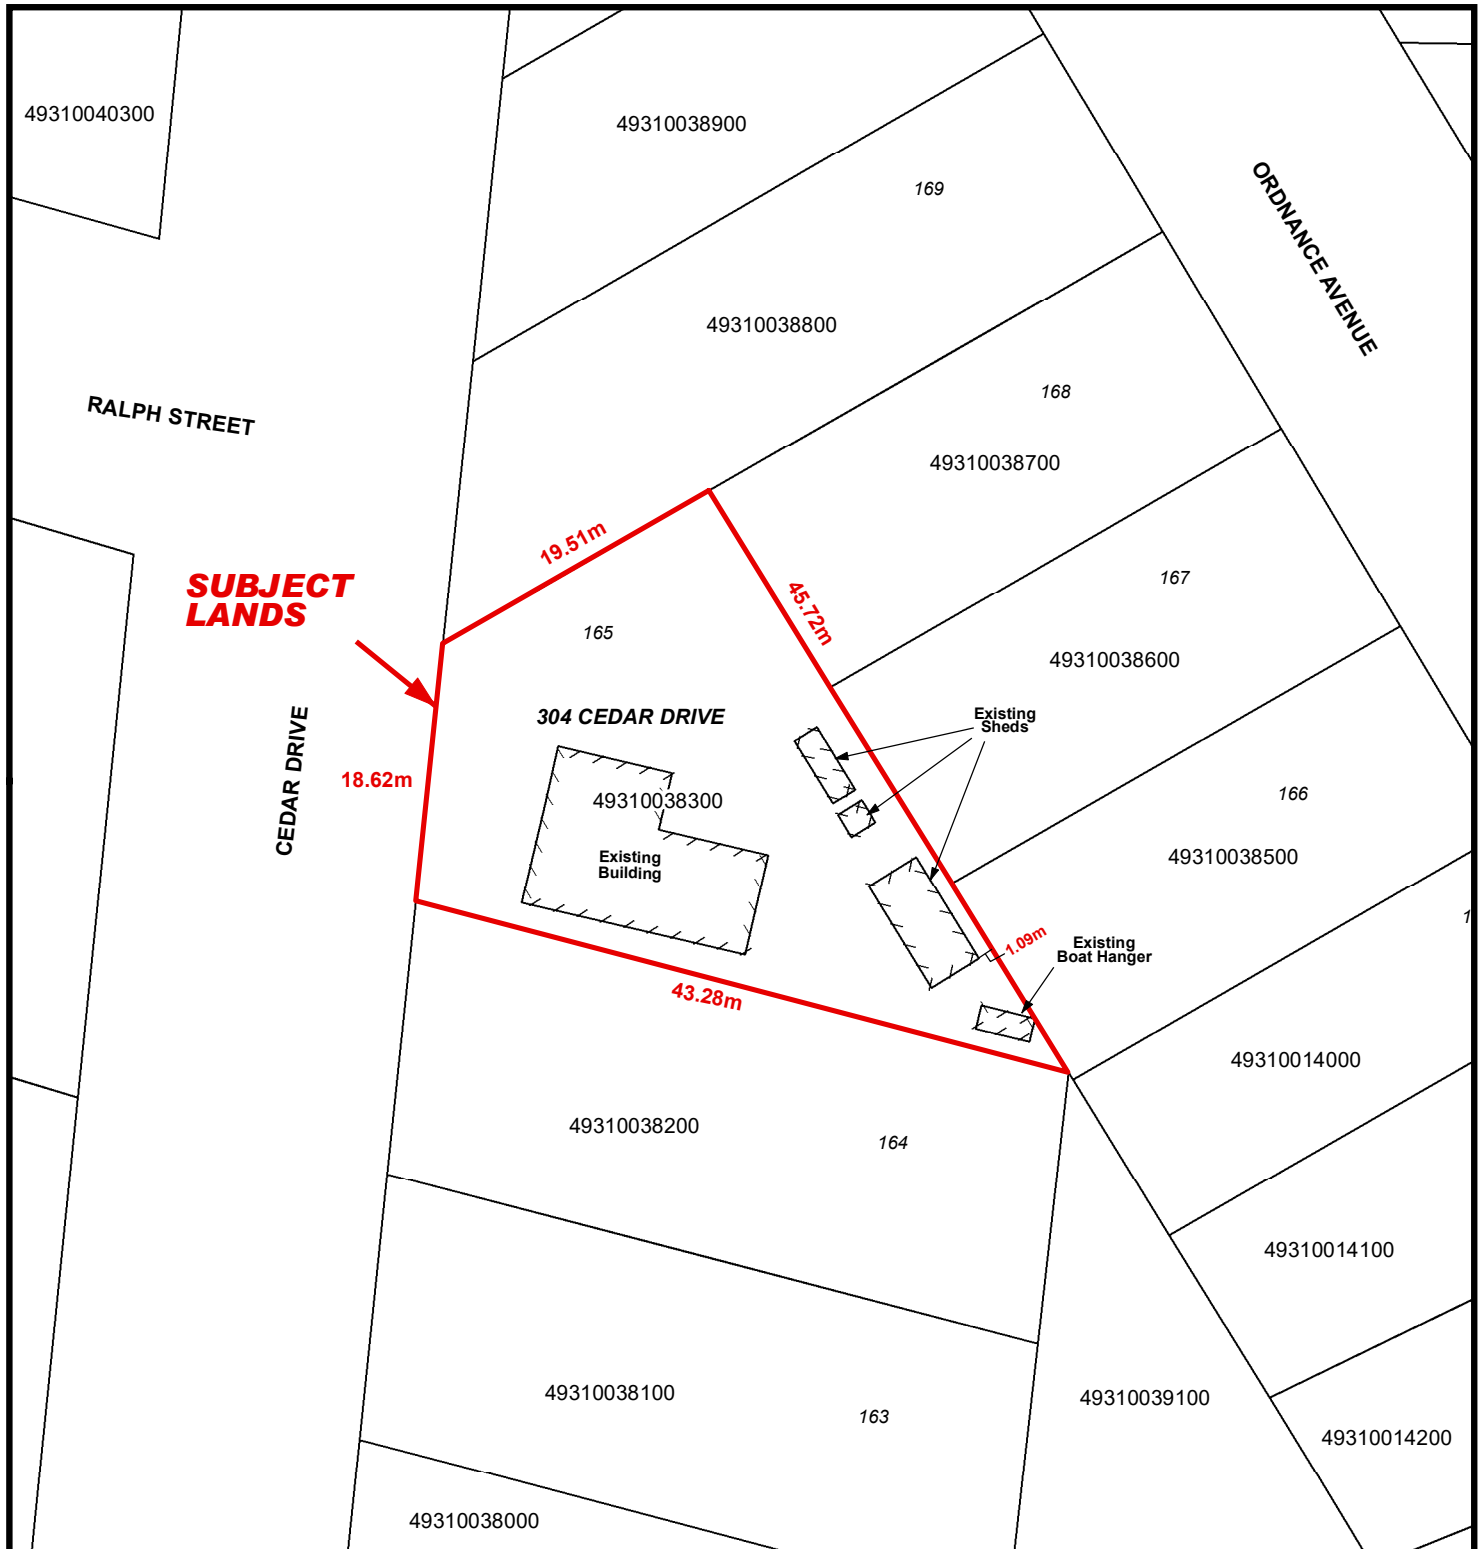 49310040300
49310038900
169
ORDNANCE AVENUE
49310038800
168
RALPH STREET
49310038700
19.51m
167
SUBJECT
LANDS
45.72m
165
49310038600
304 CEDAR DRIVE
Existing
Sheds
CEDAR DRIVE
18.62m
166
49310038300
49310038500
Existing
Building
1
1.09m
Existing
Boat Hanger
43.28m
49310014000
49310038200
164
49310014100
49310038100
163
49310039100
49310014200
49310038000